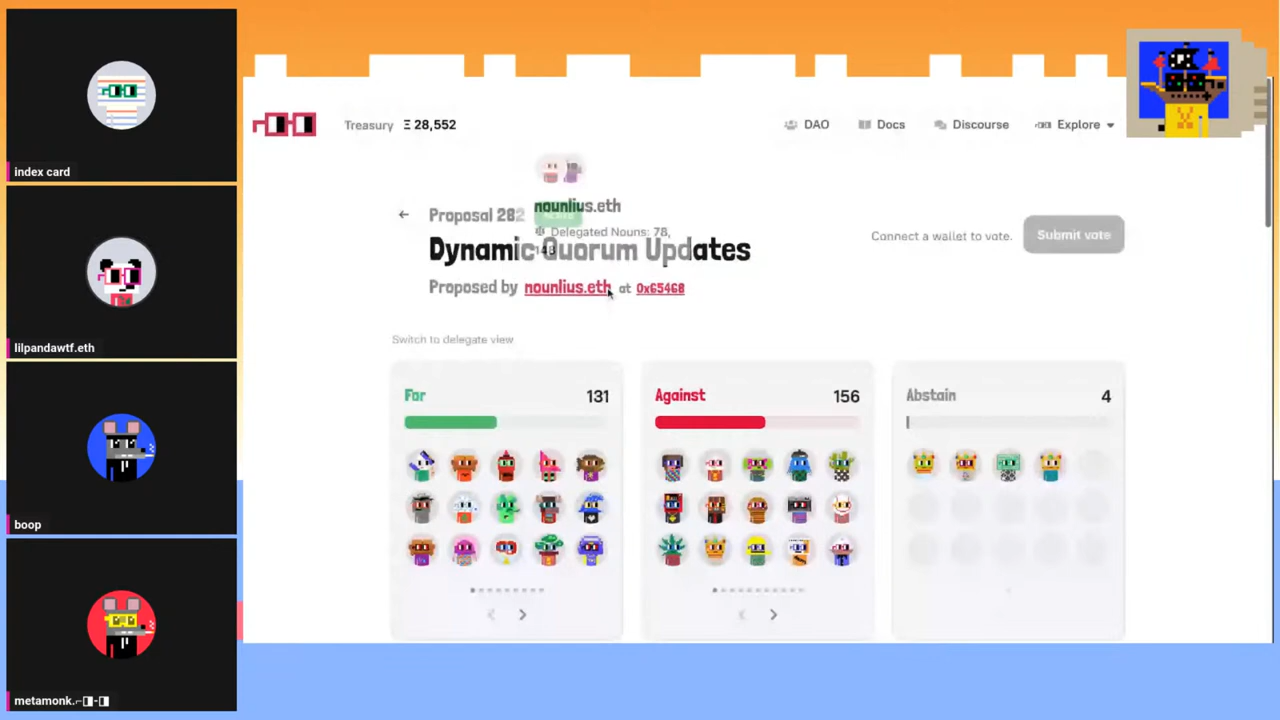 index card
lilpandawtf.eth
boop
metamonk.⌐◨-◨
Treasury Ξ 28,552
DAO
Docs
Discourse
Explore
nounlius.eth
Delegated Nouns: 78,
Proposal 282
Dynamic Quorum Updates
Proposed by nounlius.eth at 0x65468
Connect a wallet to vote.
Submit vote
Switch to delegate view
For 131
Against 156
Abstain 4